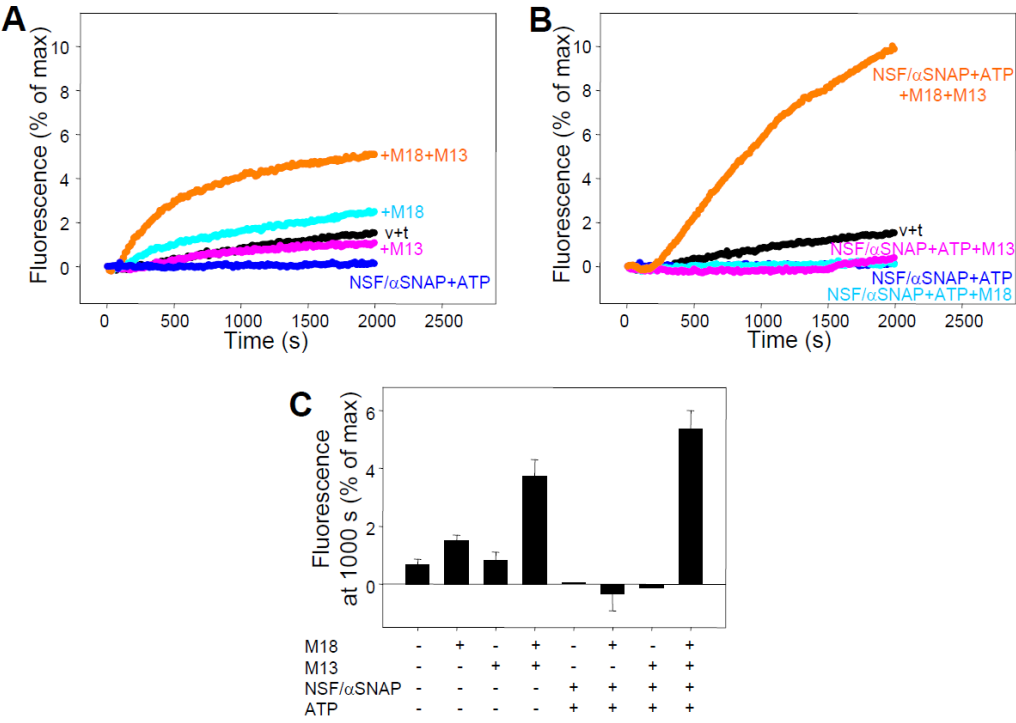 A
Fluorescence (% of max)
10
8
6
4
2
0
+M18+M13
+M18
v+t
+M13
NSF/αSNAP+ATP
0 500 1000 1500 2000 2500
Time (s)
B
Fluorescence (% of max)
10
8
6
4
2
0
NSF/αSNAP+ATP
+M18+M13
v+t
NSF/αSNAP+ATP+M13
NSF/αSNAP+ATP
NSF/αSNAP+ATP+M18
0 500 1000 1500 2000 2500
Time (s)
C
Fluorescence
at 1000 s (% of max)
6
4
2
0
M18 - + - + - + - +
M13 - - + + - - + +
NSF/αSNAP - - - - + + + +
ATP - - - - + + + +